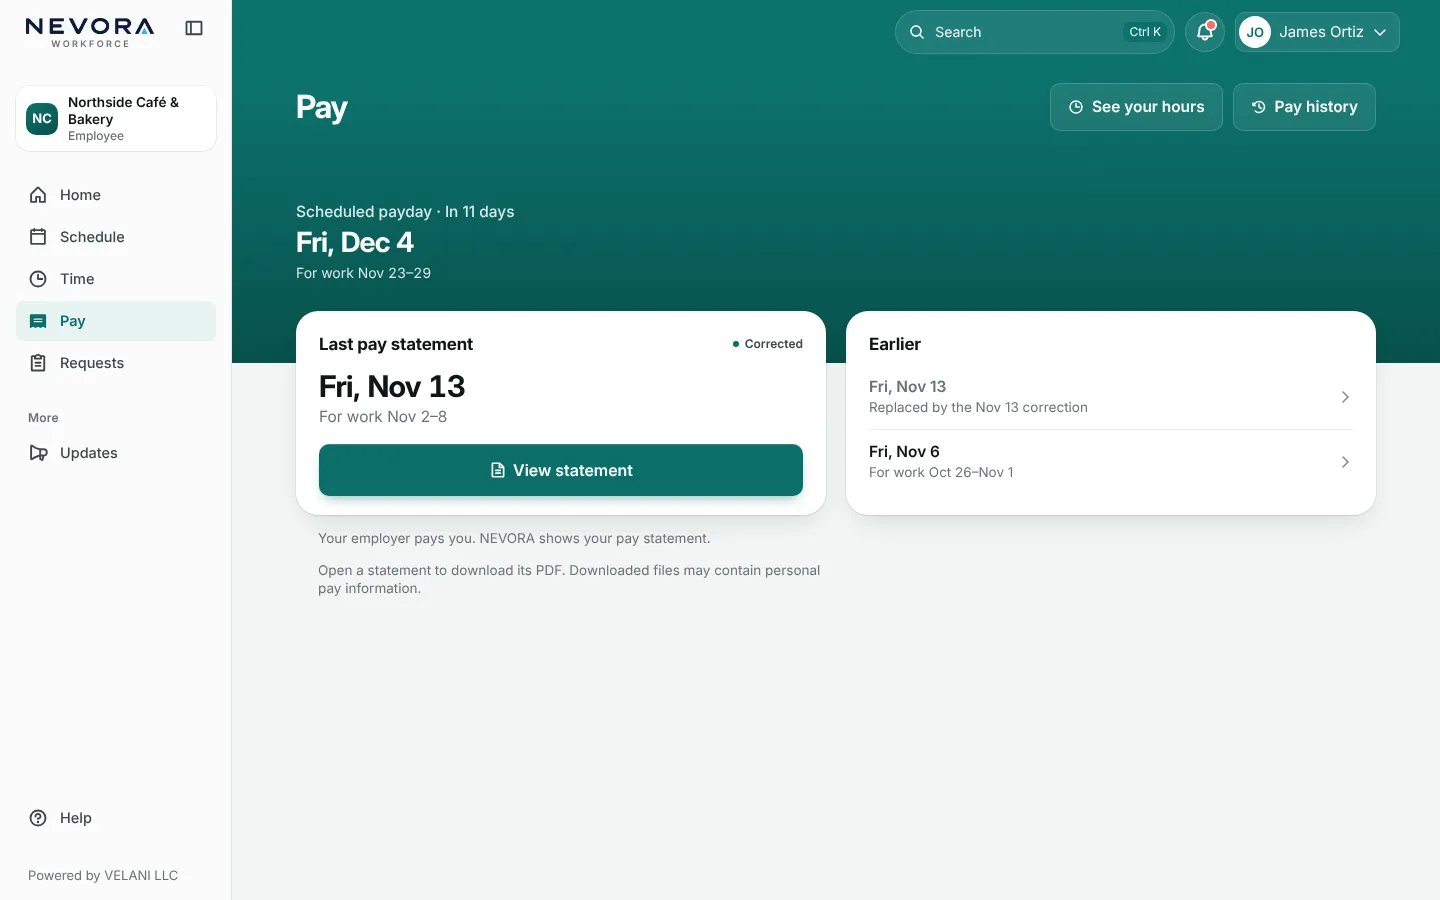 NEVORA
WORKFORCE
Search
Ctrl K
JO
James Ortiz
NC
Northside Café &
Bakery
Employee
Home
Schedule
Time
Pay
Requests
More
Updates
Help
Powered by VELANI LLC
Pay
See your hours
Pay history
Scheduled payday · In 11 days
Fri, Dec 4
For work Nov 23–29
Last pay statement
Corrected
Fri, Nov 13
For work Nov 2–8
View statement
Your employer pays you. NEVORA shows your pay statement.
Open a statement to download its PDF. Downloaded files may contain personal
pay information.
Earlier
Fri, Nov 13
Replaced by the Nov 13 correction
Fri, Nov 6
For work Oct 26–Nov 1